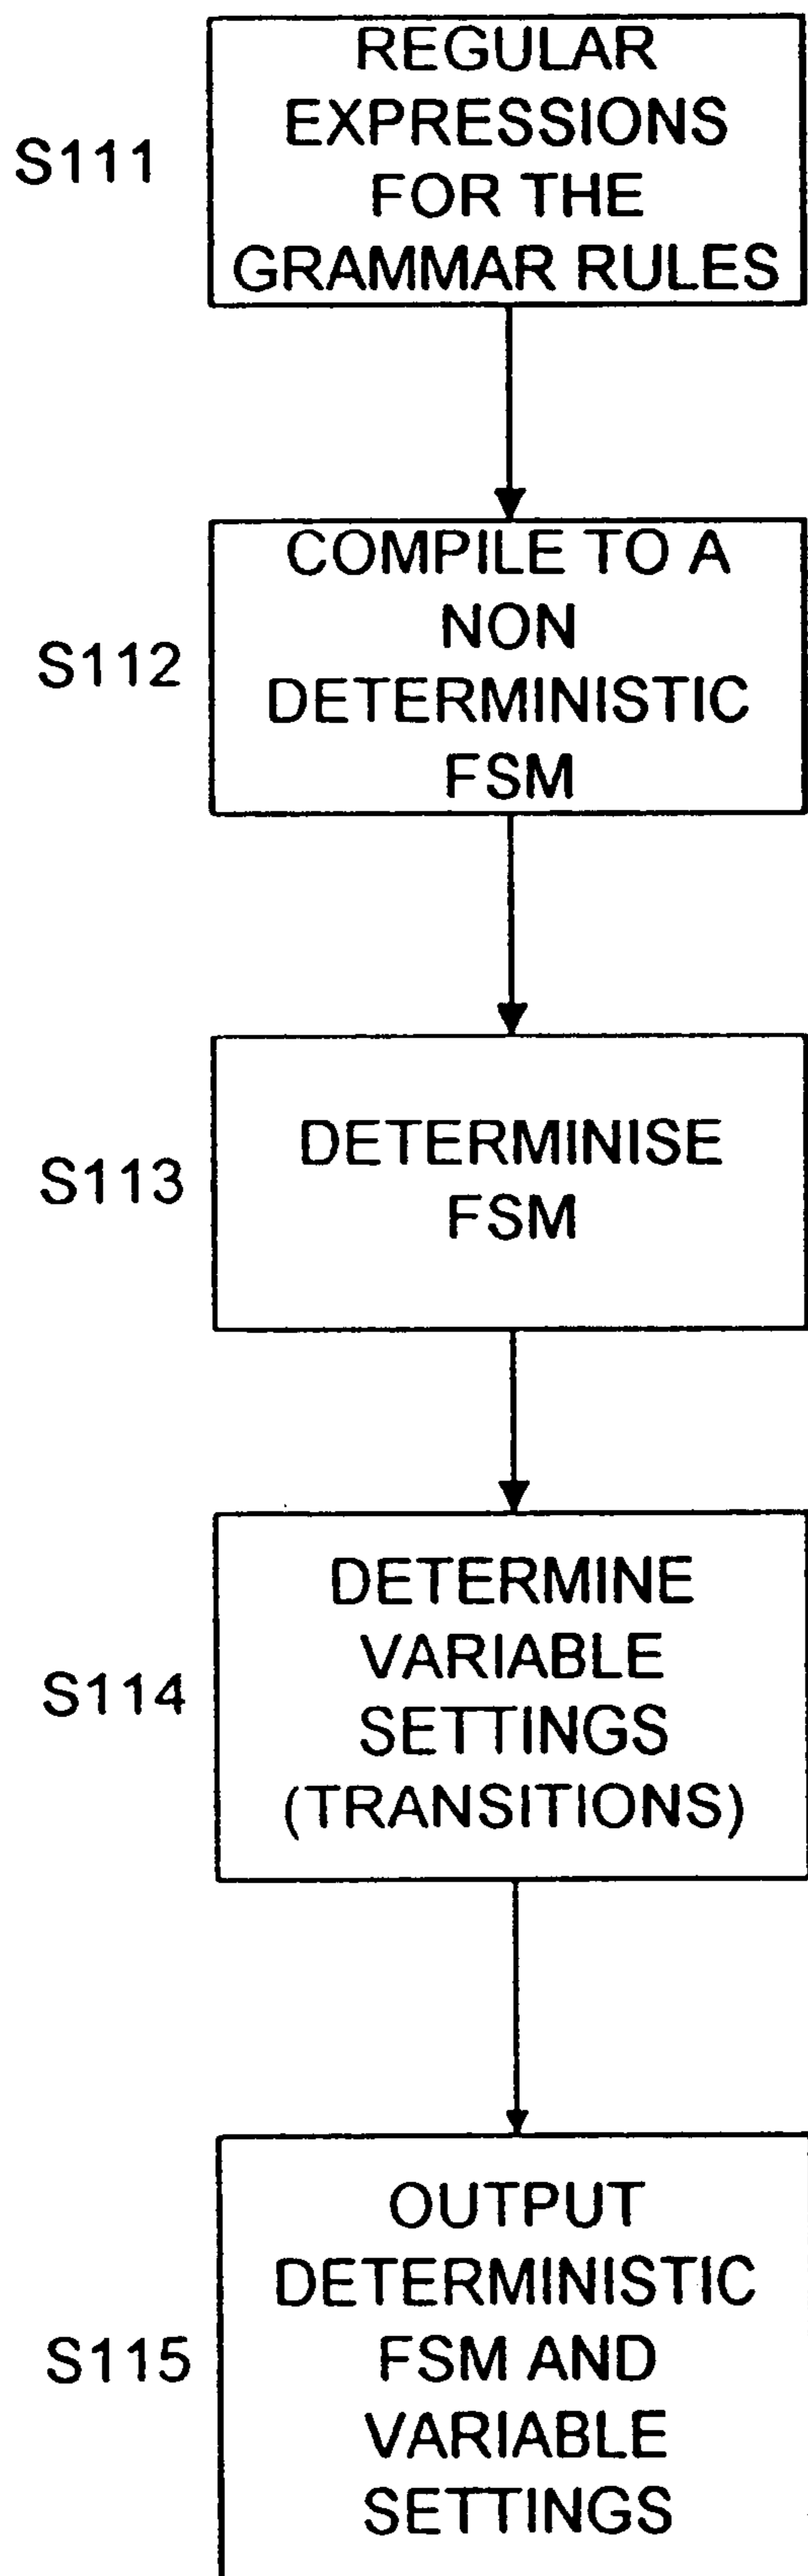 REGULAR
EXPRESSIONS
FOR THE
GRAMMAR RULES
S111
COMPILE TO A
NON
DETERMINISTIC
FSM
S112
DETERMINISE
FSM
S113
DETERMINE
VARIABLE
SETTINGS
(TRANSITIONS)
S114
OUTPUT
DETERMINISTIC
FSM AND
VARIABLE
SETTINGS
S115